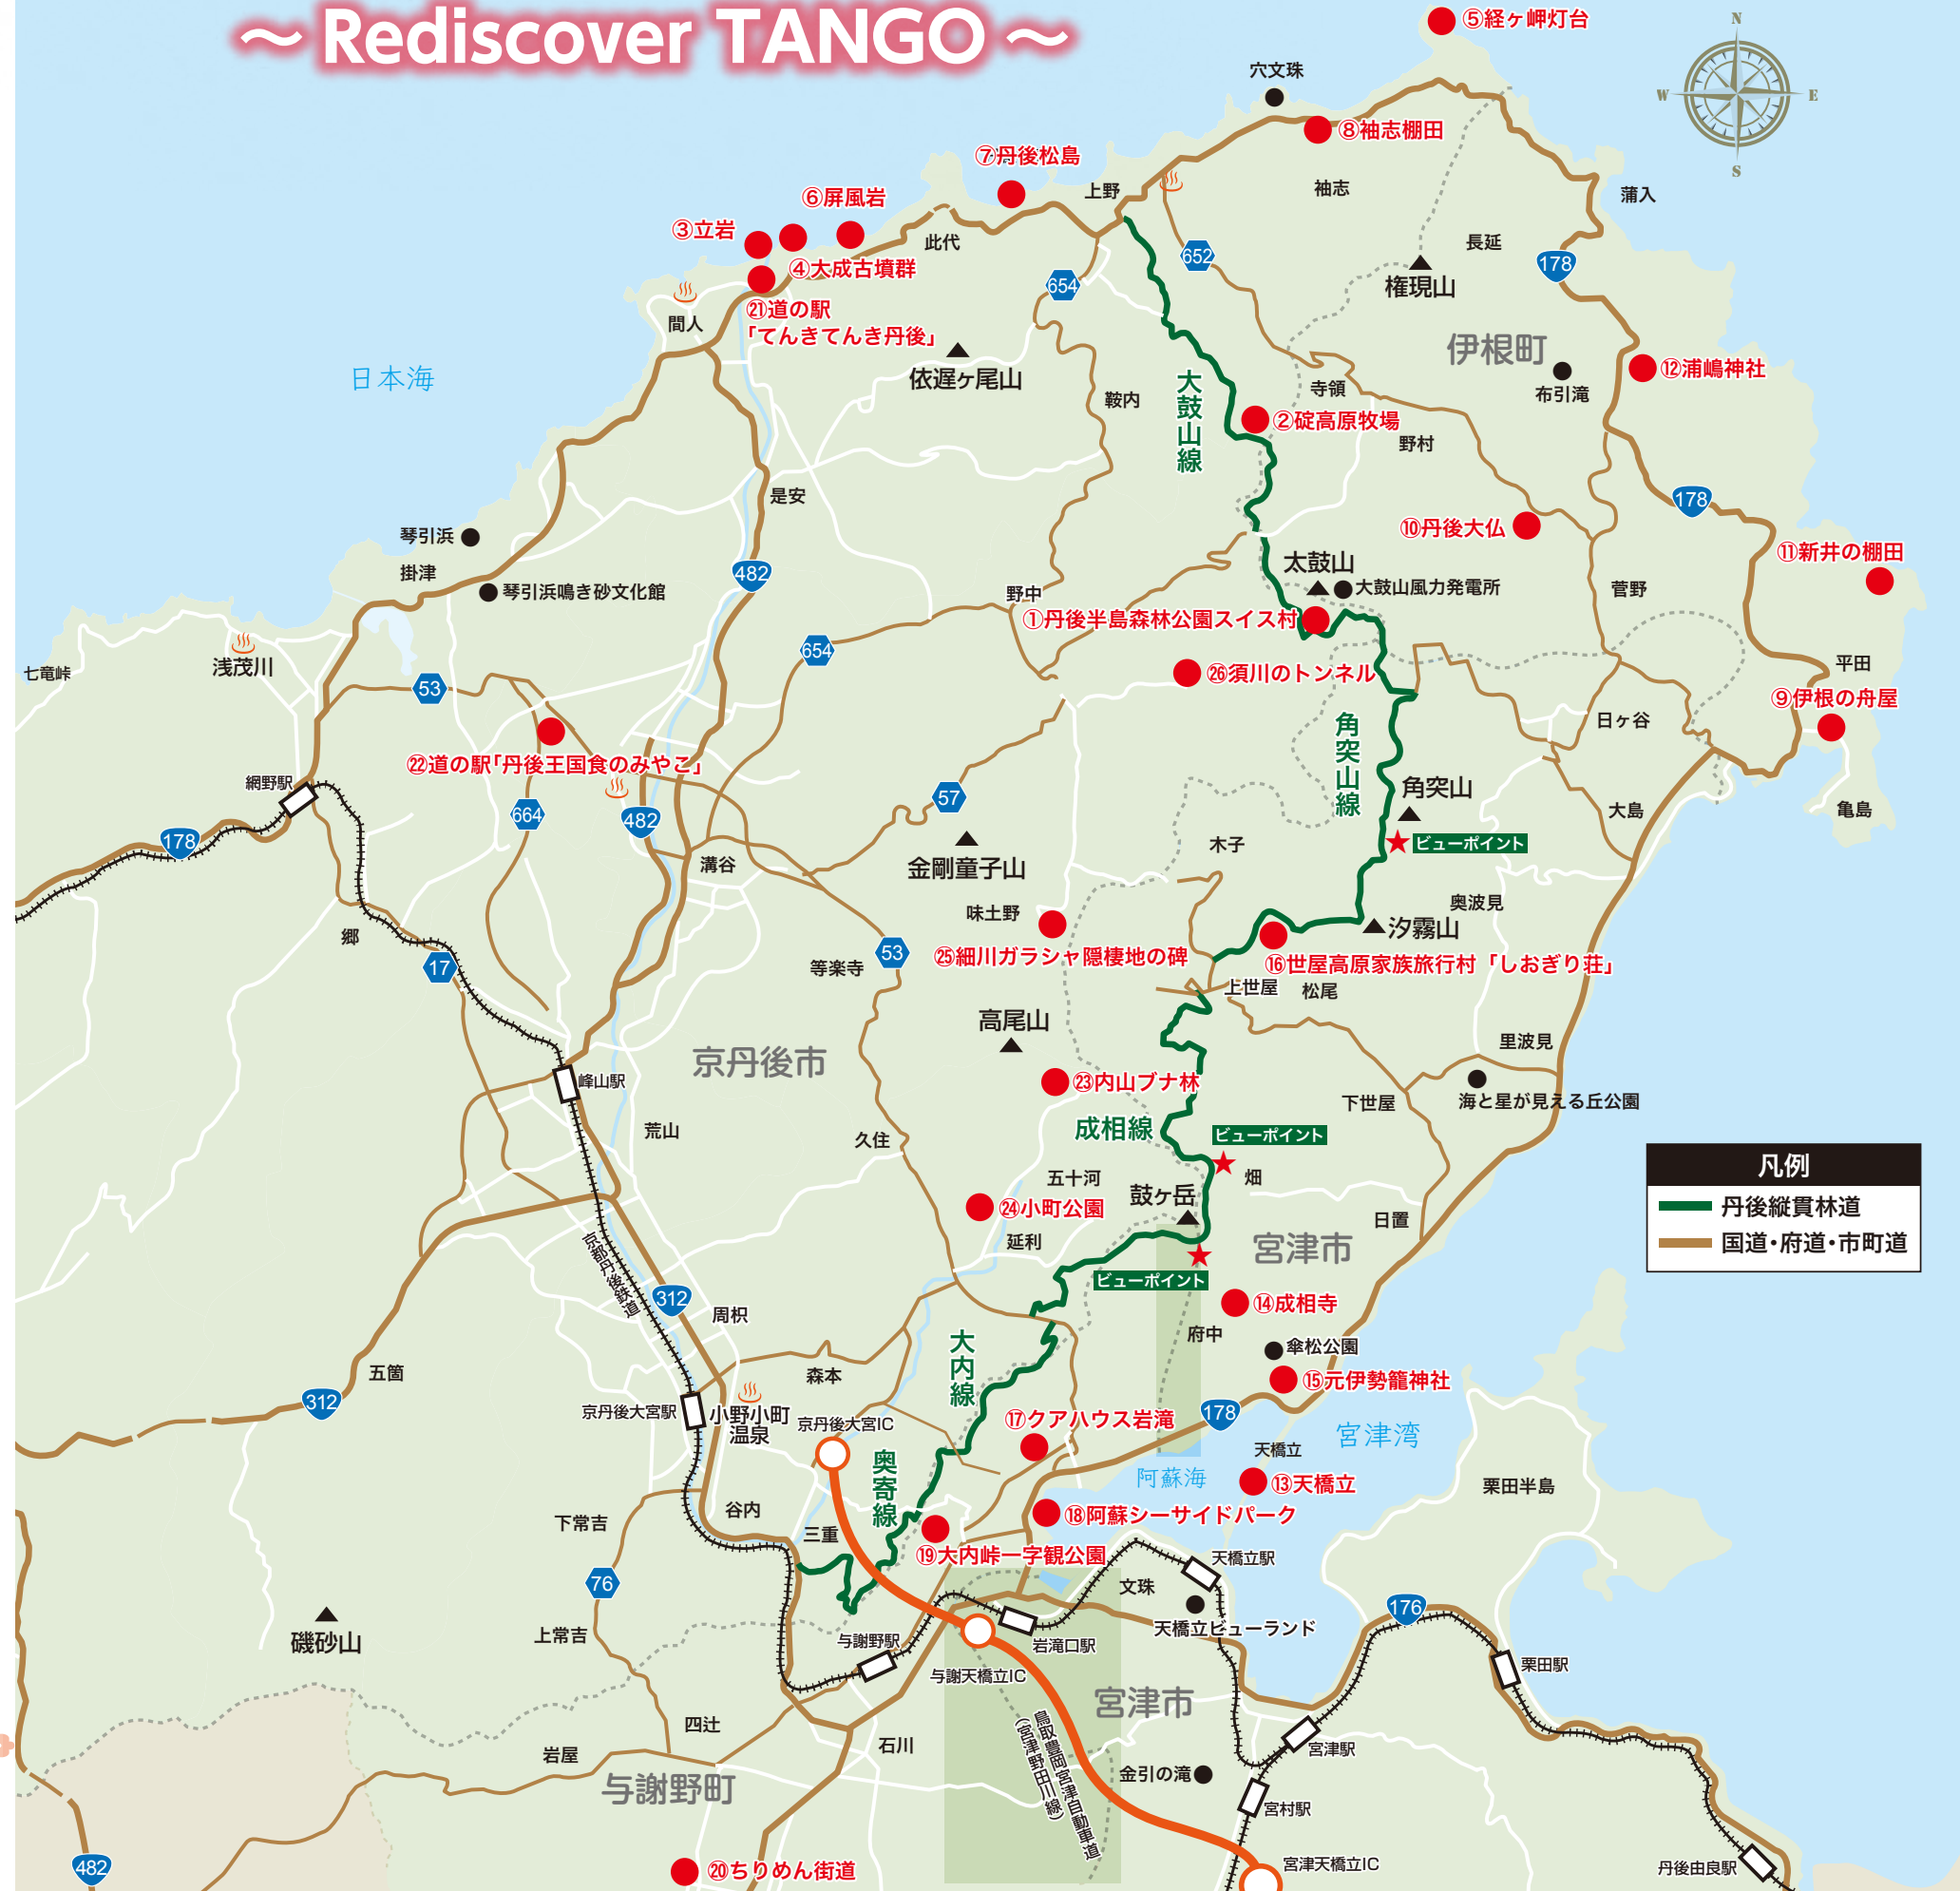 ～ Rediscover TANGO ～
⑤経ヶ岬灯台
N
W
E
S
穴文珠
⑧袖志棚田
⑦丹後松島
上野
袖志
蒲入
⑥屏風岩
③立岩
此代
長延
④大成古墳群
652
178
654
権現山
㉑道の駅
「てんきてんき丹後」
間人
伊根町
日本海
依遅ヶ尾山
大鼓山線
鞍内
寺領
布引滝
⑫浦嶋神社
②碇高原牧場
野村
是安
178
琴引浜
⑩丹後大仏
⑪新井の棚田
掛津
482
太鼓山
大鼓山風力発電所
琴引浜鳴き砂文化館
野中
菅野
①丹後半島森林公園スイス村
浅茂川
654
七竜峠
53
㉖須川のトンネル
平田
⑨伊根の舟屋
日ヶ谷
角突山線
㉒道の駅「丹後王国食のみやこ」
網野駅
664
482
57
角突山
大島
亀島
178
ビューポイント
木子
金剛童子山
溝谷
味土野
奥波見
汐霧山
郷
17
53
等楽寺
㉕細川ガラシャ隠棲地の碑
⑯世屋高原家族旅行村「しおぎり荘」
上世屋
松尾
高尾山
里波見
京丹後市
峰山駅
㉓内山ブナ林
海と星が見える丘公園
下世屋
成相線
ビューポイント
荒山
久住
凡例
丹後縦貫林道
国道・府道・市町道
五十河
畑
鼓ヶ岳
㉔小町公園
日置
延利
宮津市
京都丹後鉄道
ビューポイント
312
周枳
⑭成相寺
府中
傘松公園
大内線
五箇
森本
⑮元伊勢籠神社
312
京丹後大宮駅
小野小町
温泉
京丹後大宮IC
⑰クアハウス岩滝
178
宮津湾
天橋立
奥寄線
阿蘇海
⑬天橋立
栗田半島
谷内
下常吉
三重
⑱阿蘇シーサイドパーク
⑲大内峠一字観公園
天橋立駅
76
文珠
176
天橋立ビューランド
磯砂山
上常吉
与謝野駅
岩滝口駅
与謝天橋立IC
栗田駅
宮津市
四辻
鳥取豊岡宮津自動車道
（宮津野田川線）
石川
岩屋
宮津駅
与謝野町
金引の滝
宮村駅
482
⑳ちりめん街道
宮津天橋立IC
丹後由良駅